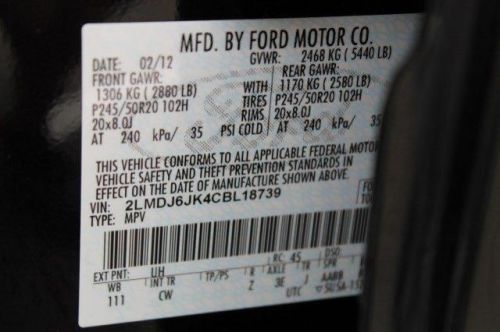 MFD. BY FORD MOTOR CO.
DATE: 02/12 GVWR: 2468 KG ( 5440 LB)
FRONT GAWR: REAR GAWR:
1306 KG ( 2880 LB) WITH 1170 KG ( 2580 LB)
P245/50R20 102H TIRES P245/50R20 102H
20x8.0J RIMS 20x8.0J
AT 240 kPa/ 35 PSI COLD AT 240 kPa/ 35
THIS VEHICLE CONFORMS TO ALL APPLICABLE FEDERAL MOTOR
VEHICLE SAFETY AND THEFT PREVENTION STANDARDS IN
EFFECT ON THE DATE OF MANUFACTURE SHOWN ABOVE.
VIN: 2LMDJ6JK4CBL18739
TYPE: MPV
EXT PNT: UH RC: 45 DSO:
WB INT TR TP/PS R AXLE TR SPR
111 CW Z 3E J AABB
UTC